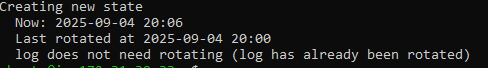 Creating new state
Now: 2025-09-04 20:06
Last rotated at 2025-09-04 20:00
log does not need rotating (log has already been rotated)